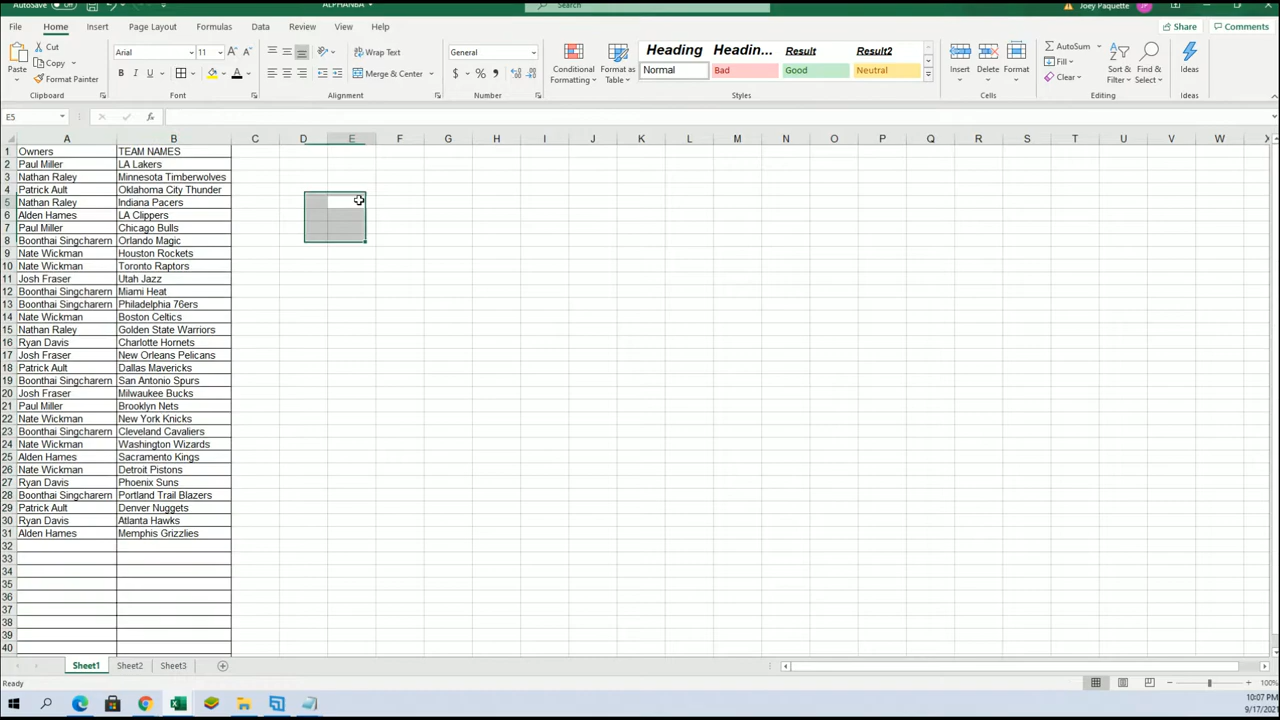 AutoSave Off ALPHANBA Search Joey Paquette JP
File Home Insert Page Layout Formulas Data Review View Help Share Comments
Cut Arial 11 Wrap Text General Heading Headin... Result Result2 AutoSum
Paste Copy Format Painter B I U Merge & Center $ % Conditional Formatting Format as Table Normal Bad Good Neutral Insert Delete Format Fill Clear Sort & Filter Find & Select Ideas
Clipboard Font Alignment Number Styles Cells Editing Ideas
E5 fx
A B C D E F G H I J K L M N O P Q R S T U V W X
1 Owners TEAM NAMES
2 Paul Miller LA Lakers
3 Nathan Raley Minnesota Timberwolves
4 Patrick Ault Oklahoma City Thunder
5 Nathan Raley Indiana Pacers
6 Alden Hames LA Clippers
7 Paul Miller Chicago Bulls
8 Boonthai Singcharern Orlando Magic
9 Nate Wickman Houston Rockets
10 Nate Wickman Toronto Raptors
11 Josh Fraser Utah Jazz
12 Boonthai Singcharern Miami Heat
13 Boonthai Singcharern Philadelphia 76ers
14 Nate Wickman Boston Celtics
15 Nathan Raley Golden State Warriors
16 Ryan Davis Charlotte Hornets
17 Josh Fraser New Orleans Pelicans
18 Patrick Ault Dallas Mavericks
19 Boonthai Singcharern San Antonio Spurs
20 Josh Fraser Milwaukee Bucks
21 Paul Miller Brooklyn Nets
22 Nate Wickman New York Knicks
23 Boonthai Singcharern Cleveland Cavaliers
24 Nate Wickman Washington Wizards
25 Alden Hames Sacramento Kings
26 Nate Wickman Detroit Pistons
27 Ryan Davis Phoenix Suns
28 Boonthai Singcharern Portland Trail Blazers
29 Patrick Ault Denver Nuggets
30 Ryan Davis Atlanta Hawks
31 Alden Hames Memphis Grizzlies
32
33
34
35
36
37
38
39
40
Sheet1 Sheet2 Sheet3
Ready 100%
10:07 PM
9/17/2021